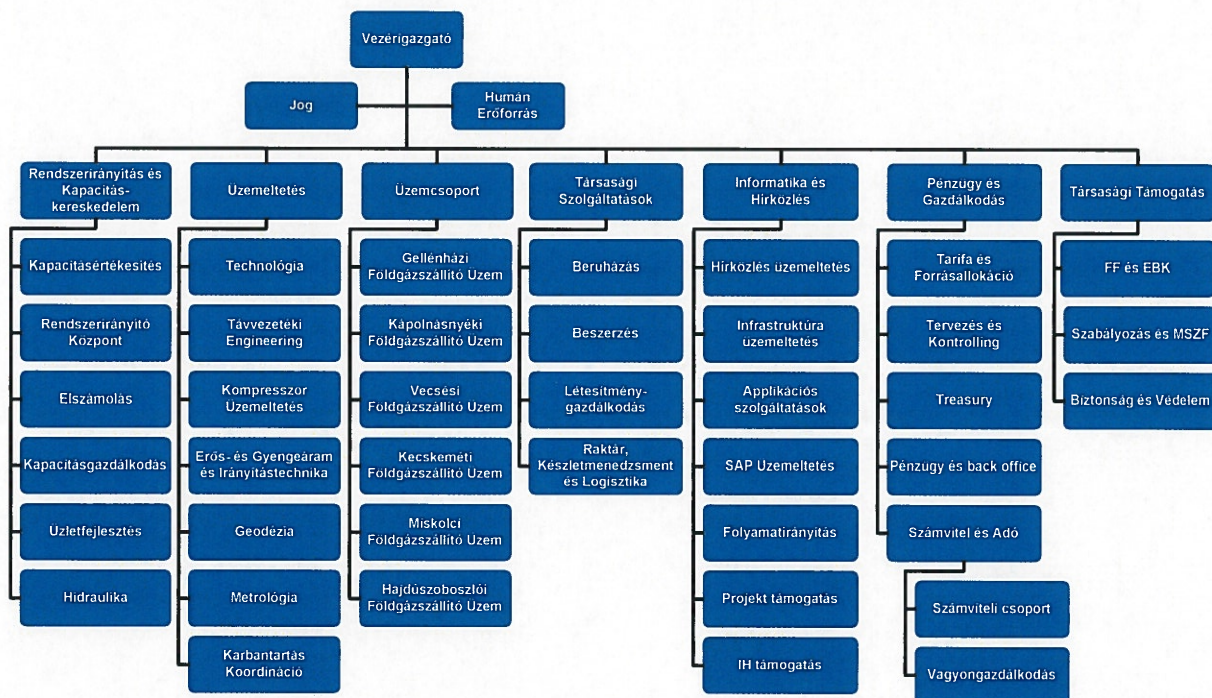 Vezérigazgató
Jog
Humán
Erőforrás
Rendszerirányítás és
Kapacitás-
kereskedelem
Üzemeltetés
Üzemcsoport
Társasági
Szolgáltatások
Informatika és
Hírközlés
Pénzügy és
Gazdálkodás
Társasági Támogatás
Kapacitásértékesítés
Rendszerirányító
Központ
Elszámolás
Kapacitásgazdálkodás
Üzletfejlesztés
Hidraulika
Technológia
Távvezetéki
Engineering
Kompresszor
Üzemeltetés
Erős- és Gyengeáram
és Irányítástechnika
Geodézia
Metrológia
Karbantartás
Koordináció
Gellénházi
Földgázszállító Üzem
Kápolnásnyéki
Földgázszállító Üzem
Vecsési
Földgázszállító Üzem
Kecskeméti
Földgázszállító Üzem
Miskolci
Földgázszállító Üzem
Hajdúszoboszlói
Földgázszállító Üzem
Beruházás
Beszerzés
Létesítmény-
gazdálkodás
Raktár,
Készletmenedzsment
és Logisztika
Hírközlés üzemeltetés
Infrastruktúra
üzemeltetés
Applikációs
szolgáltatások
SAP Üzemeltetés
Folyamatirányítás
Projekt támogatás
IH támogatás
Tarifa és
Forrásallokáció
Tervezés és
Kontrolling
Treasury
Pénzügy és back office
Számvitel és Adó
Számviteli csoport
Vagyongazdálkodás
FF és EBK
Szabályozás és MSZF
Biztonság és Védelem